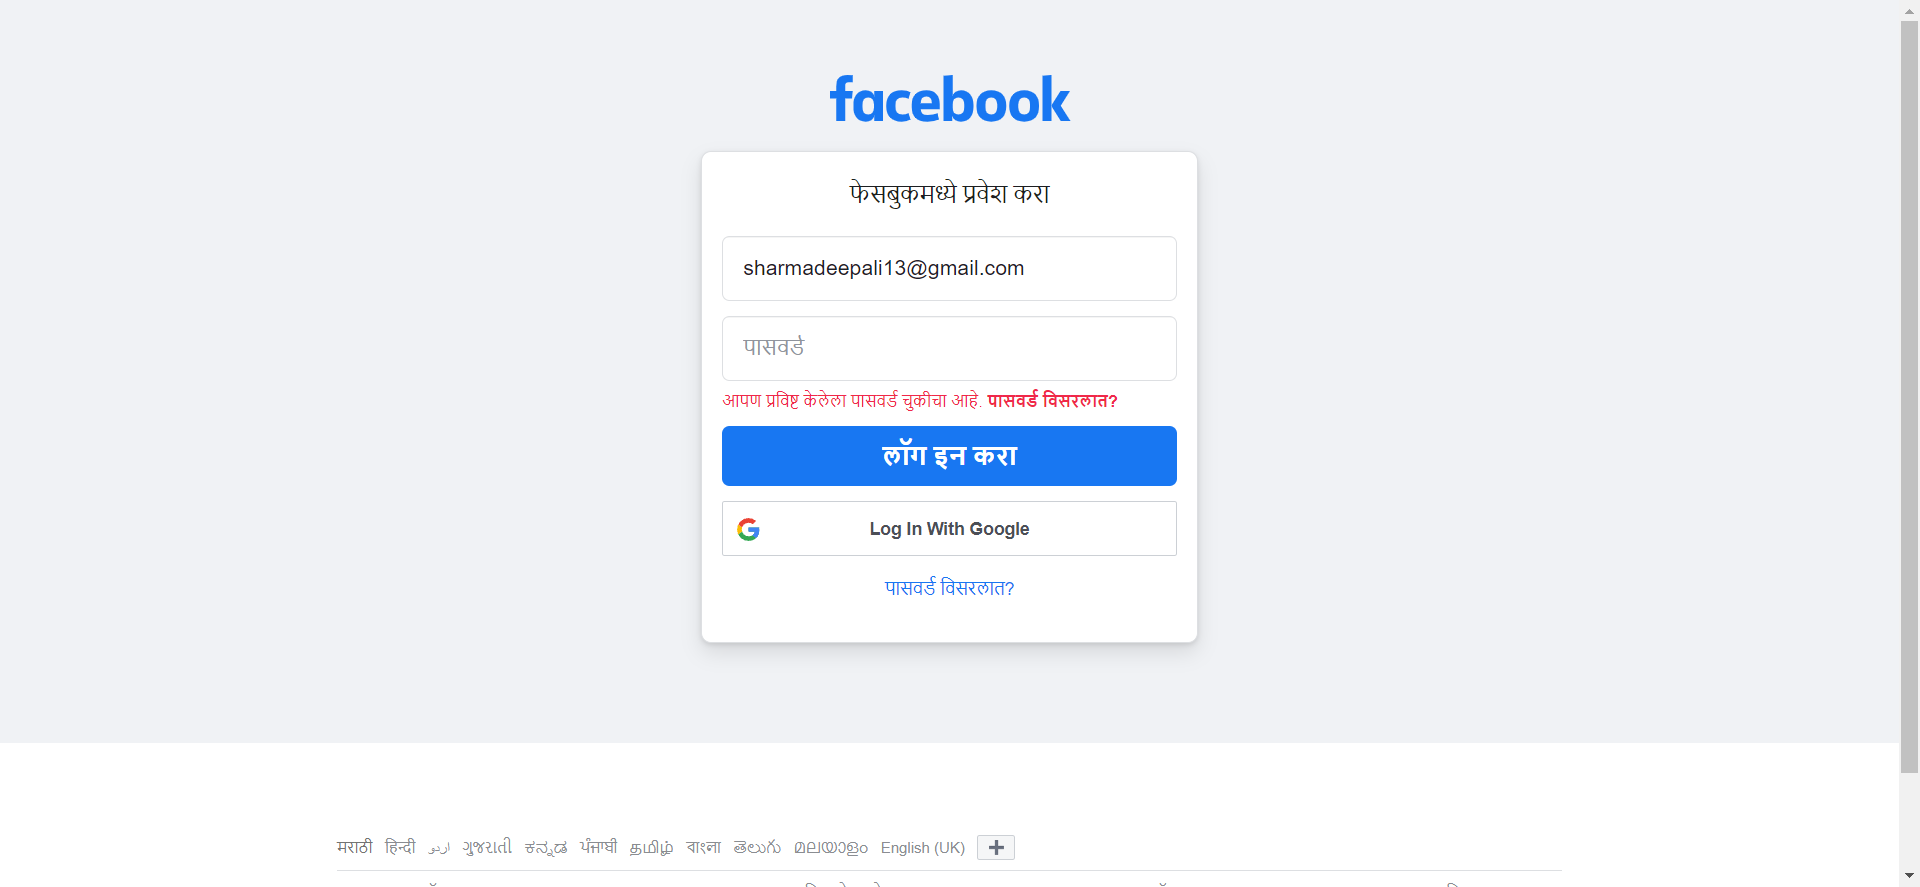 facebook
फेसबुकमध्ये प्रवेश करा
sharmadeepali13@gmail.com
पासवर्ड
आपण प्रविष्ट केलेला पासवर्ड चुकीचा आहे. पासवर्ड विसरलात?
लॉग इन करा
Log In With Google
पासवर्ड विसरलात?
मराठी हिन्दी اردو ગુજરાતી ಕನ್ನಡ ਪੰਜਾਬੀ தமிழ் বাংলা తెలుగు മലയാളം English (UK)